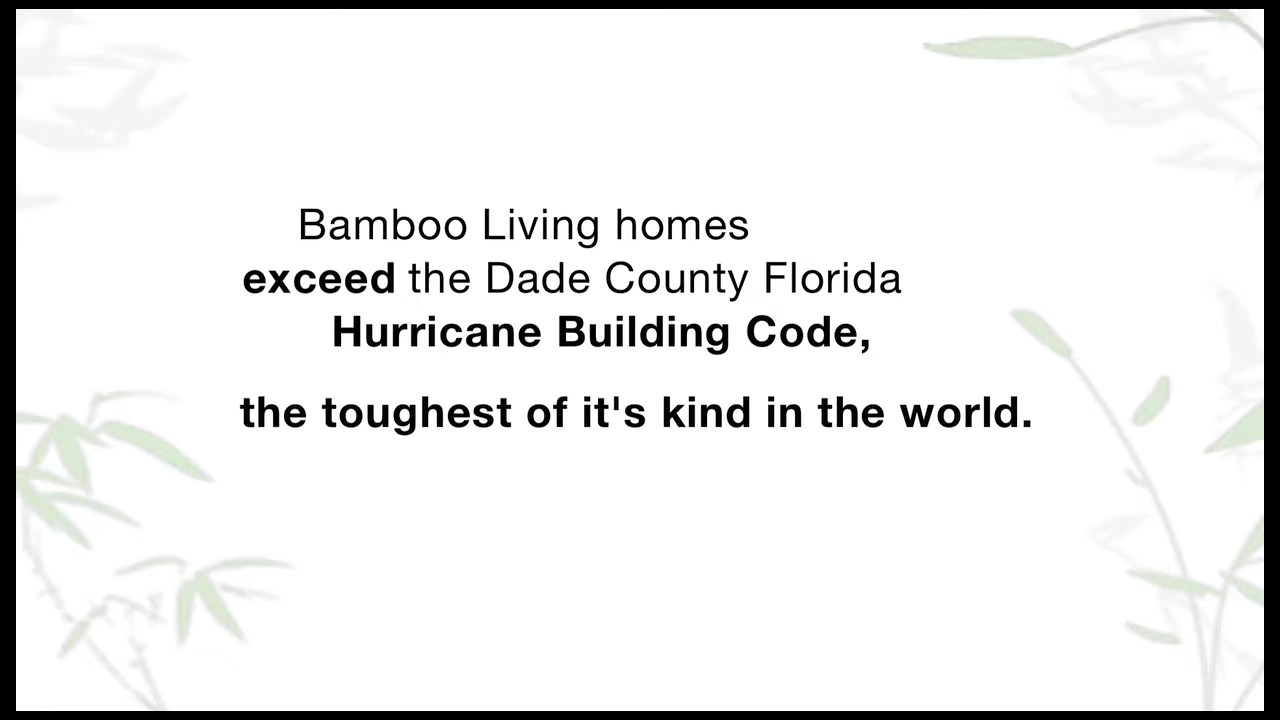 Bamboo Living homes
exceed the Dade County Florida
Hurricane Building Code,
the toughest of it's kind in the world.